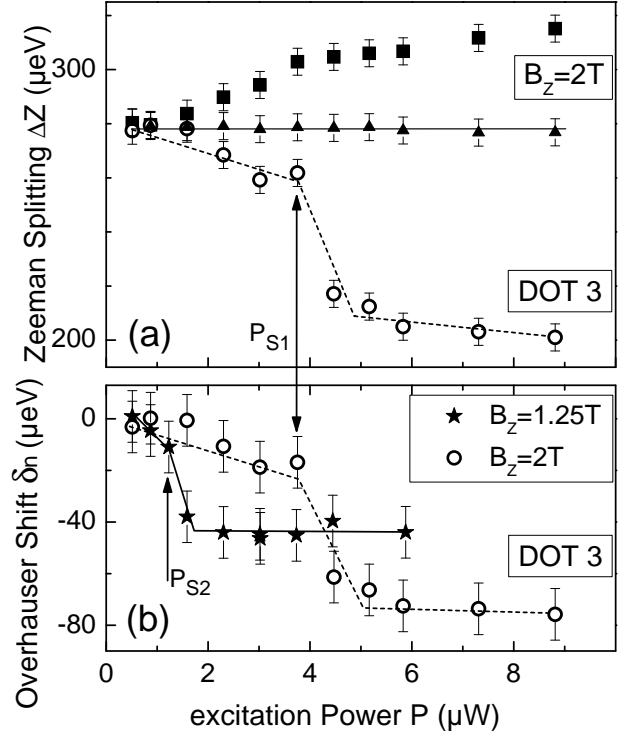 Zeeman Splitting ΔZ (µeV)
300
200
B_Z=2T
DOT 3
(a)
P_S1
Overhauser Shift δ_n (µeV)
0
-40
-80
B_Z=1.25T
B_Z=2T
DOT 3
P_S2
(b)
0 2 4 6 8
excitation Power P (µW)